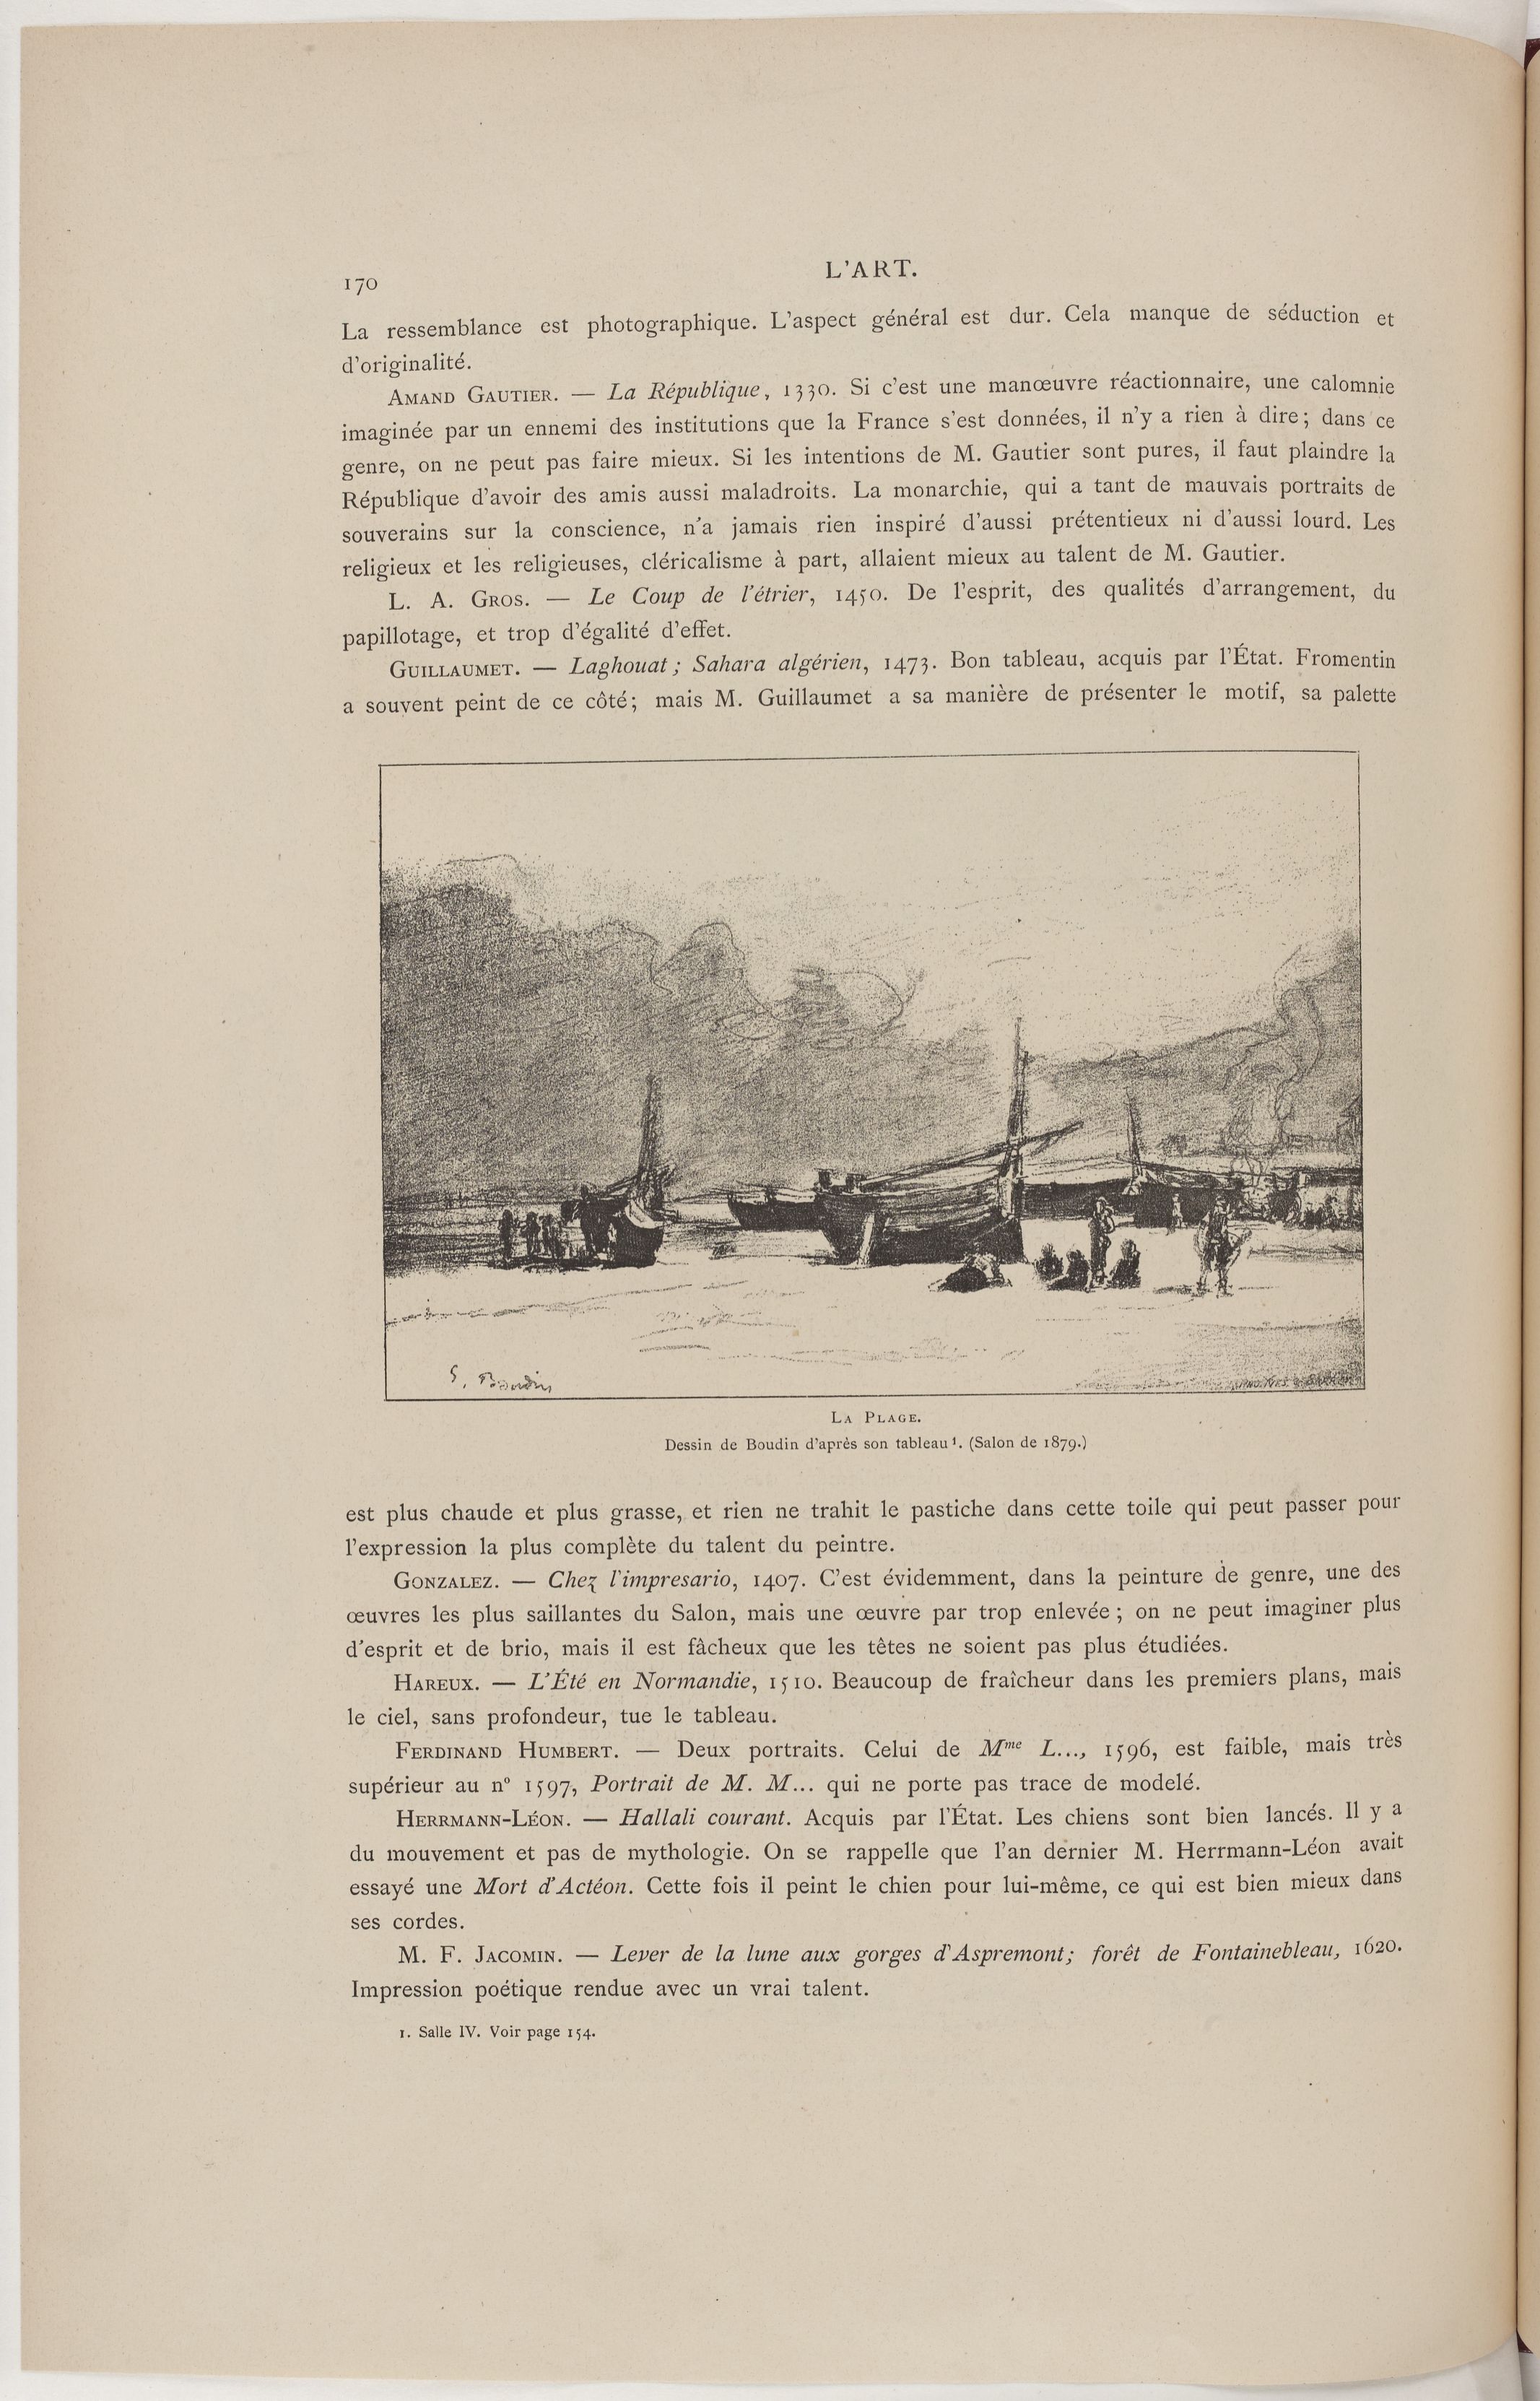 170
L'ART.
La ressemblance est photographique. L'aspect général est dur. Cela manque de séduction et
d'originalité.
AMAND GAUTIER. — La République, 1330. Si c'est une manœuvre réactionnaire, une calomnie
imaginée par un ennemi des institutions que la France s'est données, il n'y a rien à dire; dans ce
genre, on ne peut pas faire mieux. Si les intentions de M. Gautier sont pures, il faut plaindre la
République d'avoir des amis aussi maladroits. La monarchie, qui a tant de mauvais portraits de
souverains sur la conscience, n'a jamais rien inspiré d'aussi prétentieux ni d'aussi lourd. Les
religieux et les religieuses, cléricalisme à part, allaient mieux au talent de M. Gautier.
L. A. GROS. — Le Coup de l'étrier, 1450. De l'esprit, des qualités d'arrangement, du
papillotage, et trop d'égalité d'effet.
GUILLAUMET. — Laghouat; Sahara algérien, 1473. Bon tableau, acquis par l'État. Fromentin
a souvent peint de ce côté; mais M. Guillaumet a sa manière de présenter le motif, sa palette
E. Boudin
LA PLAGE.
Dessin de Boudin d'après son tableau¹. (Salon de 1879.)
est plus chaude et plus grasse, et rien ne trahit le pastiche dans cette toile qui peut passer pour
l'expression la plus complète du talent du peintre.
GONZALEZ. — Chez l'impresario, 1407. C'est évidemment, dans la peinture de genre, une des
œuvres les plus saillantes du Salon, mais une œuvre par trop enlevée; on ne peut imaginer plus
d'esprit et de brio, mais il est fâcheux que les têtes ne soient pas plus étudiées.
HAREUX. — L'Été en Normandie, 1510. Beaucoup de fraîcheur dans les premiers plans, mais
le ciel, sans profondeur, tue le tableau.
FERDINAND HUMBERT. — Deux portraits. Celui de Mme L..., 1596, est faible, mais très
supérieur au n° 1597, Portrait de M. M... qui ne porte pas trace de modelé.
HERRMANN-LÉON. — Hallali courant. Acquis par l'État. Les chiens sont bien lancés. Il y a
du mouvement et pas de mythologie. On se rappelle que l'an dernier M. Herrmann-Léon avait
essayé une Mort d'Actéon. Cette fois il peint le chien pour lui-même, ce qui est bien mieux dans
ses cordes.
M. F. JACOMIN. — Lever de la lune aux gorges d'Aspremont; forêt de Fontainebleau, 1620.
Impression poétique rendue avec un vrai talent.
1. Salle IV. Voir page 154.